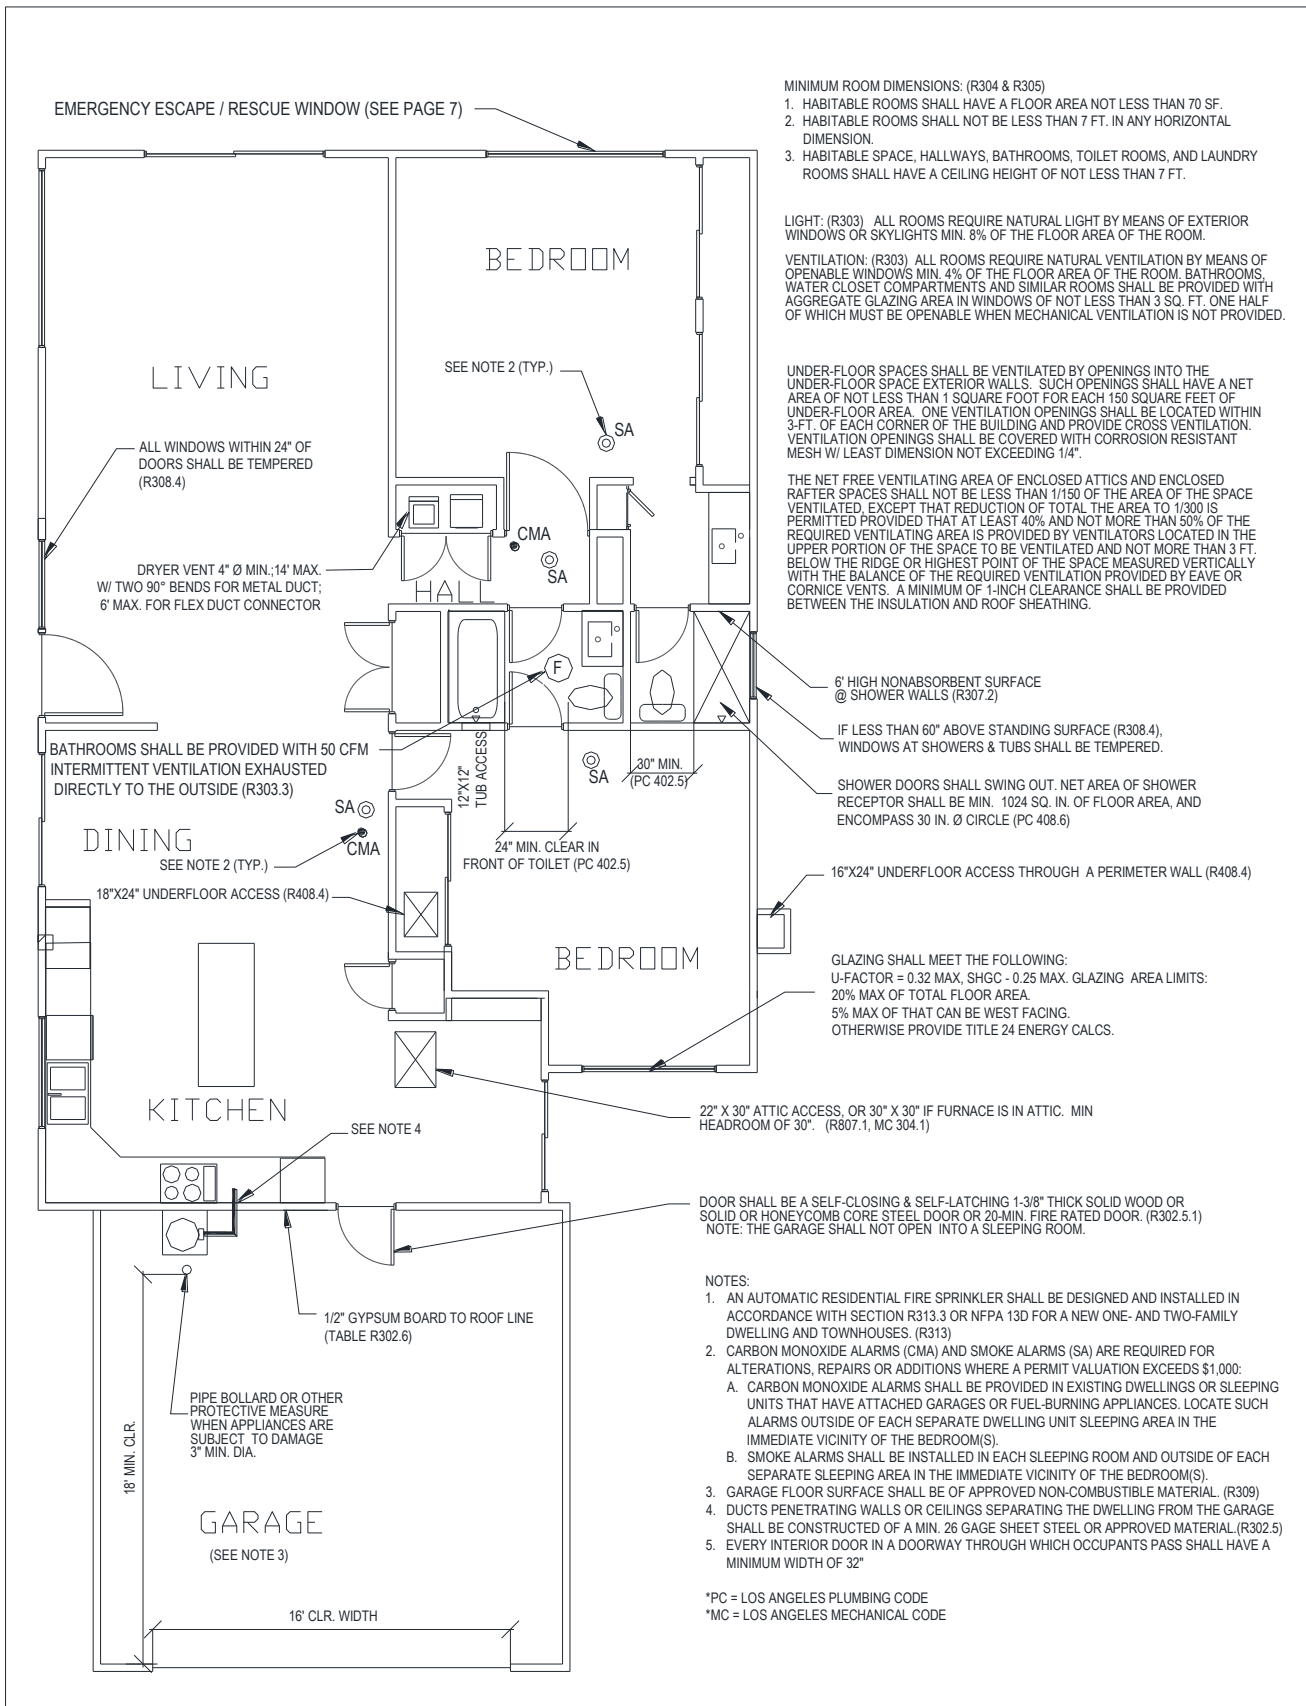 EMERGENCY ESCAPE / RESCUE WINDOW (SEE PAGE 7)
MINIMUM ROOM DIMENSIONS: (R304 & R305)
1. HABITABLE ROOMS SHALL HAVE A FLOOR AREA NOT LESS THAN 70 SF.
2. HABITABLE ROOMS SHALL NOT BE LESS THAN 7 FT. IN ANY HORIZONTAL
DIMENSION.
3. HABITABLE SPACE, HALLWAYS, BATHROOMS, TOILET ROOMS, AND LAUNDRY
ROOMS SHALL HAVE A CEILING HEIGHT OF NOT LESS THAN 7 FT.
LIGHT: (R303) ALL ROOMS REQUIRE NATURAL LIGHT BY MEANS OF EXTERIOR
WINDOWS OR SKYLIGHTS MIN. 8% OF THE FLOOR AREA OF THE ROOM.
VENTILATION: (R303) ALL ROOMS REQUIRE NATURAL VENTILATION BY MEANS OF
OPENABLE WINDOWS MIN. 4% OF THE FLOOR AREA OF THE ROOM. BATHROOMS,
WATER CLOSET COMPARTMENTS AND SIMILAR ROOMS SHALL BE PROVIDED WITH
AGGREGATE GLAZING AREA IN WINDOWS OF NOT LESS THAN 3 SQ. FT. ONE HALF
OF WHICH MUST BE OPENABLE WHEN MECHANICAL VENTILATION IS NOT PROVIDED.
UNDER-FLOOR SPACES SHALL BE VENTILATED BY OPENINGS INTO THE
UNDER-FLOOR SPACE EXTERIOR WALLS. SUCH OPENINGS SHALL HAVE A NET
AREA OF NOT LESS THAN 1 SQUARE FOOT FOR EACH 150 SQUARE FEET OF
UNDER-FLOOR AREA. ONE VENTILATION OPENINGS SHALL BE LOCATED WITHIN
3-FT. OF EACH CORNER OF THE BUILDING AND PROVIDE CROSS VENTILATION.
VENTILATION OPENINGS SHALL BE COVERED WITH CORROSION RESISTANT
MESH W/ LEAST DIMENSION NOT EXCEEDING 1/4".
THE NET FREE VENTILATING AREA OF ENCLOSED ATTICS AND ENCLOSED
RAFTER SPACES SHALL NOT BE LESS THAN 1/150 OF THE AREA OF THE SPACE
VENTILATED, EXCEPT THAT REDUCTION OF TOTAL THE AREA TO 1/300 IS
PERMITTED PROVIDED THAT AT LEAST 40% AND NOT MORE THAN 50% OF THE
REQUIRED VENTILATING AREA IS PROVIDED BY VENTILATORS LOCATED IN THE
UPPER PORTION OF THE SPACE TO BE VENTILATED AND NOT MORE THAN 3 FT.
BELOW THE RIDGE OR HIGHEST POINT OF THE SPACE MEASURED VERTICALLY
WITH THE BALANCE OF THE REQUIRED VENTILATION PROVIDED BY EAVE OR
CORNICE VENTS. A MINIMUM OF 1-INCH CLEARANCE SHALL BE PROVIDED
BETWEEN THE INSULATION AND ROOF SHEATHING.
BEDROOM
LIVING
SEE NOTE 2 (TYP.)
SA
ALL WINDOWS WITHIN 24" OF
DOORS SHALL BE TEMPERED
(R308.4)
CMA
SA
DRYER VENT 4" Ø MIN.;14' MAX.
W/ TWO 90° BENDS FOR METAL DUCT;
6' MAX. FOR FLEX DUCT CONNECTOR
HALL
F
6' HIGH NONABSORBENT SURFACE
@ SHOWER WALLS (R307.2)
IF LESS THAN 60" ABOVE STANDING SURFACE (R308.4),
WINDOWS AT SHOWERS & TUBS SHALL BE TEMPERED.
BATHROOMS SHALL BE PROVIDED WITH 50 CFM
INTERMITTENT VENTILATION EXHAUSTED
DIRECTLY TO THE OUTSIDE (R303.3)
12"X12"
TUB ACCESS
SA
30" MIN.
(PC 402.5)
SHOWER DOORS SHALL SWING OUT. NET AREA OF SHOWER
RECEPTOR SHALL BE MIN. 1024 SQ. IN. OF FLOOR AREA, AND
ENCOMPASS 30 IN. Ø CIRCLE (PC 408.6)
SA
DINING
CMA
SEE NOTE 2 (TYP.)
24" MIN. CLEAR IN
FRONT OF TOILET (PC 402.5)
16"X24" UNDERFLOOR ACCESS THROUGH A PERIMETER WALL (R408.4)
18"X24" UNDERFLOOR ACCESS (R408.4)
BEDROOM
GLAZING SHALL MEET THE FOLLOWING:
U-FACTOR = 0.32 MAX, SHGC - 0.25 MAX. GLAZING AREA LIMITS:
20% MAX OF TOTAL FLOOR AREA.
5% MAX OF THAT CAN BE WEST FACING.
OTHERWISE PROVIDE TITLE 24 ENERGY CALCS.
KITCHEN
22" X 30" ATTIC ACCESS, OR 30" X 30" IF FURNACE IS IN ATTIC. MIN
HEADROOM OF 30". (R807.1, MC 304.1)
SEE NOTE 4
DOOR SHALL BE A SELF-CLOSING & SELF-LATCHING 1-3/8" THICK SOLID WOOD OR
SOLID OR HONEYCOMB CORE STEEL DOOR OR 20-MIN. FIRE RATED DOOR. (R302.5.1)
NOTE: THE GARAGE SHALL NOT OPEN INTO A SLEEPING ROOM.
1/2" GYPSUM BOARD TO ROOF LINE
(TABLE R302.6)
PIPE BOLLARD OR OTHER
PROTECTIVE MEASURE
WHEN APPLIANCES ARE
SUBJECT TO DAMAGE
3" MIN. DIA.
18' MIN. CLR.
GARAGE
(SEE NOTE 3)
16' CLR. WIDTH
NOTES:
1. AN AUTOMATIC RESIDENTIAL FIRE SPRINKLER SHALL BE DESIGNED AND INSTALLED IN
ACCORDANCE WITH SECTION R313.3 OR NFPA 13D FOR A NEW ONE- AND TWO-FAMILY
DWELLING AND TOWNHOUSES. (R313)
2. CARBON MONOXIDE ALARMS (CMA) AND SMOKE ALARMS (SA) ARE REQUIRED FOR
ALTERATIONS, REPAIRS OR ADDITIONS WHERE A PERMIT VALUATION EXCEEDS $1,000:
A. CARBON MONOXIDE ALARMS SHALL BE PROVIDED IN EXISTING DWELLINGS OR SLEEPING
UNITS THAT HAVE ATTACHED GARAGES OR FUEL-BURNING APPLIANCES. LOCATE SUCH
ALARMS OUTSIDE OF EACH SEPARATE DWELLING UNIT SLEEPING AREA IN THE
IMMEDIATE VICINITY OF THE BEDROOM(S).
B. SMOKE ALARMS SHALL BE INSTALLED IN EACH SLEEPING ROOM AND OUTSIDE OF EACH
SEPARATE SLEEPING AREA IN THE IMMEDIATE VICINITY OF THE BEDROOM(S).
3. GARAGE FLOOR SURFACE SHALL BE OF APPROVED NON-COMBUSTIBLE MATERIAL. (R309)
4. DUCTS PENETRATING WALLS OR CEILINGS SEPARATING THE DWELLING FROM THE GARAGE
SHALL BE CONSTRUCTED OF A MIN. 26 GAGE SHEET STEEL OR APPROVED MATERIAL.(R302.5)
5. EVERY INTERIOR DOOR IN A DOORWAY THROUGH WHICH OCCUPANTS PASS SHALL HAVE A
MINIMUM WIDTH OF 32"
*PC = LOS ANGELES PLUMBING CODE
*MC = LOS ANGELES MECHANICAL CODE